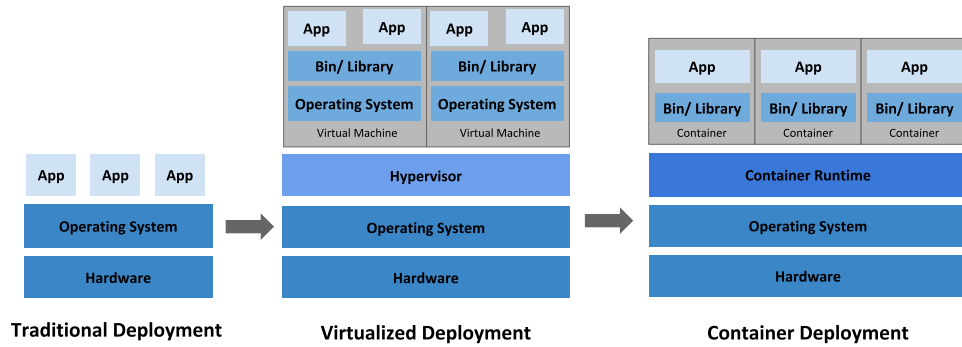 App
App
App
Operating System
Hardware
Traditional Deployment
App
App
Bin/ Library
Operating System
Virtual Machine
App
App
Bin/ Library
Operating System
Virtual Machine
Hypervisor
Operating System
Hardware
Virtualized Deployment
App
Bin/ Library
Container
App
Bin/ Library
Container
App
Bin/ Library
Container
Container Runtime
Operating System
Hardware
Container Deployment